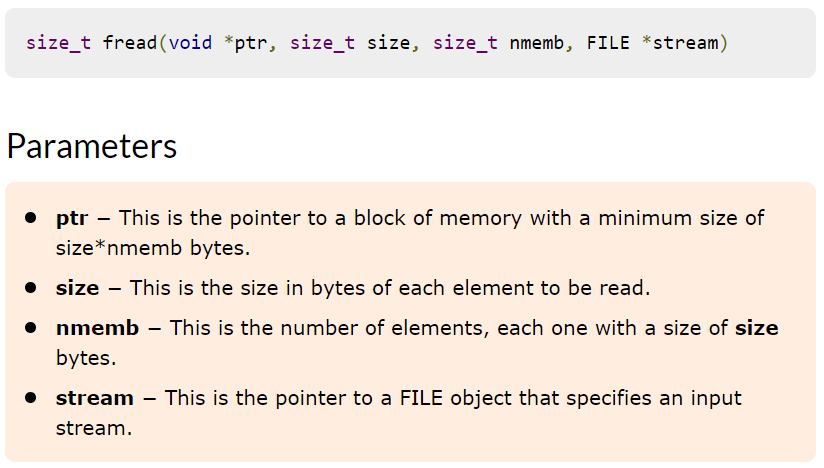 size_t fread(void *ptr, size_t size, size_t nmemb, FILE *stream)
Parameters
● ptr − This is the pointer to a block of memory with a minimum size of
size*nmemb bytes.
● size − This is the size in bytes of each element to be read.
● nmemb − This is the number of elements, each one with a size of size
bytes.
● stream − This is the pointer to a FILE object that specifies an input
stream.